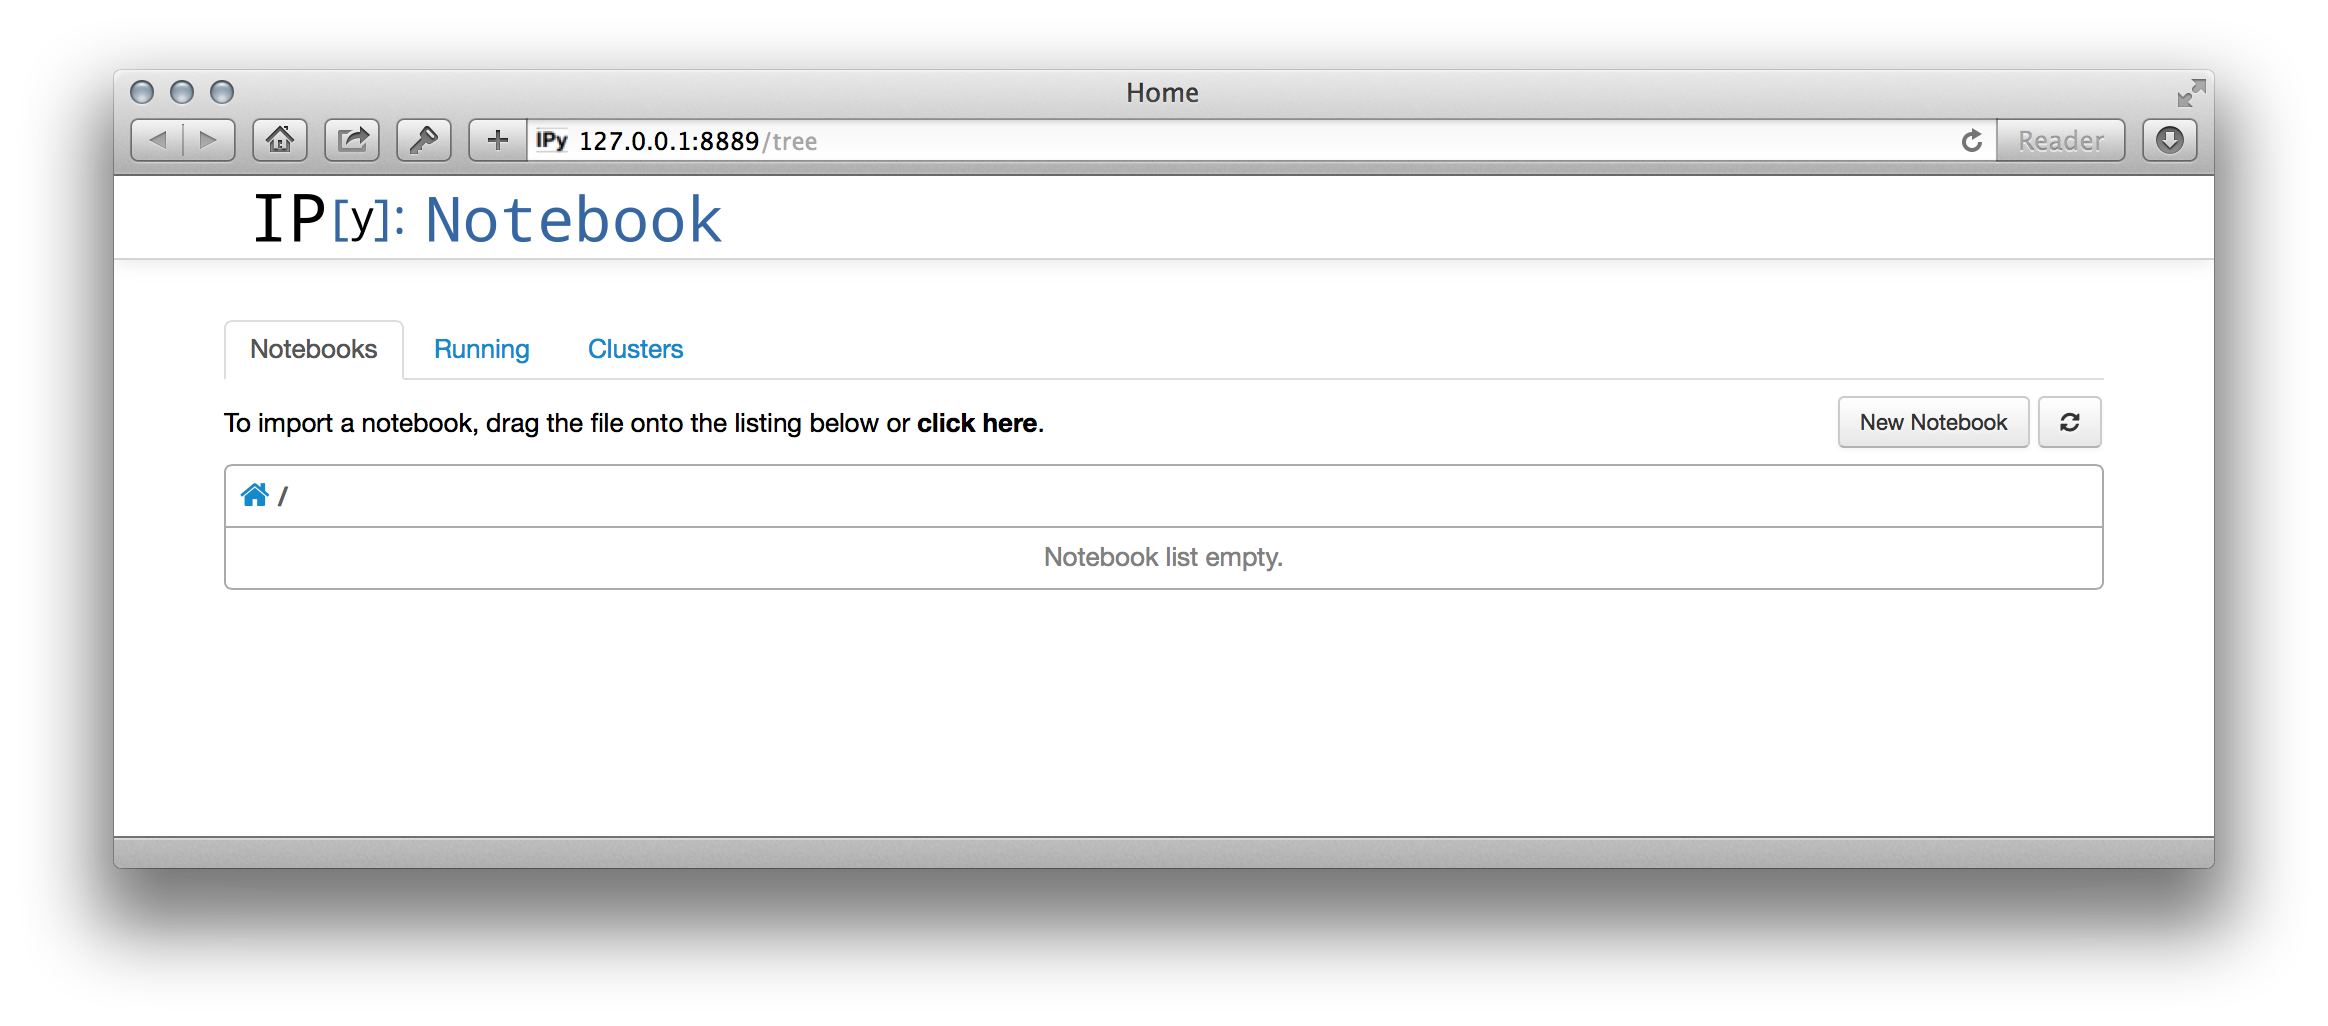 Home
IPy 127.0.0.1:8889/tree
Reader
IP[y]: Notebook
Notebooks Running Clusters
To import a notebook, drag the file onto the listing below or click here.
New Notebook
/
Notebook list empty.